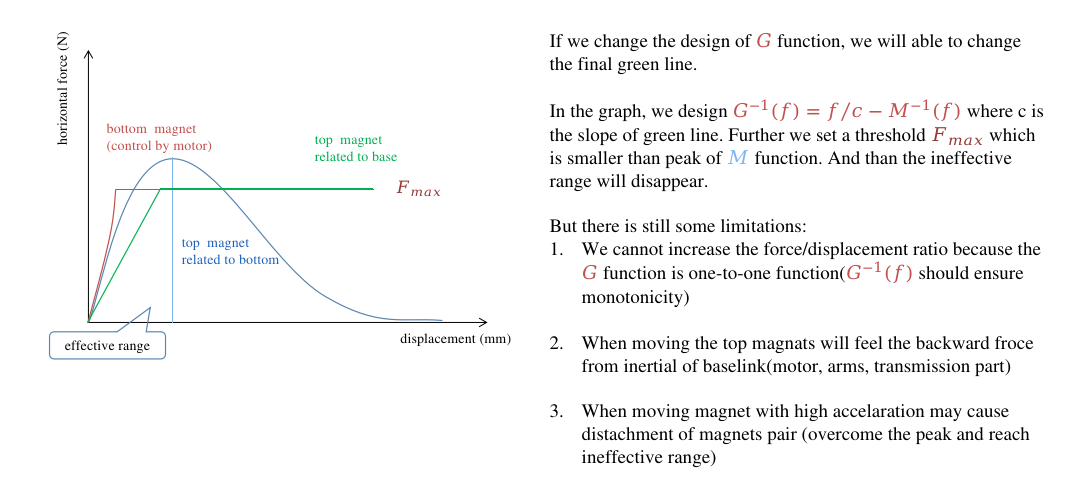 horizontal force (N)
bottom magnet
(control by motor)
top magnet
related to base
F_max
top magnet
related to bottom
effective range
displacement (mm)
If we change the design of G function, we will able to change
the final green line.
In the graph, we design G⁻¹(f) = f/c − M⁻¹(f) where c is
the slope of green line. Further we set a threshold F_max which
is smaller than peak of M function. And than the ineffective
range will disappear.
But there is still some limitations:
1. We cannot increase the force/displacement ratio because the
G function is one-to-one function(G⁻¹(f) should ensure
monotonicity)
2. When moving the top magnats will feel the backward froce
from inertial of baselink(motor, arms, transmission part)
3. When moving magnet with high accelaration may cause
distachment of magnets pair (overcome the peak and reach
ineffective range)